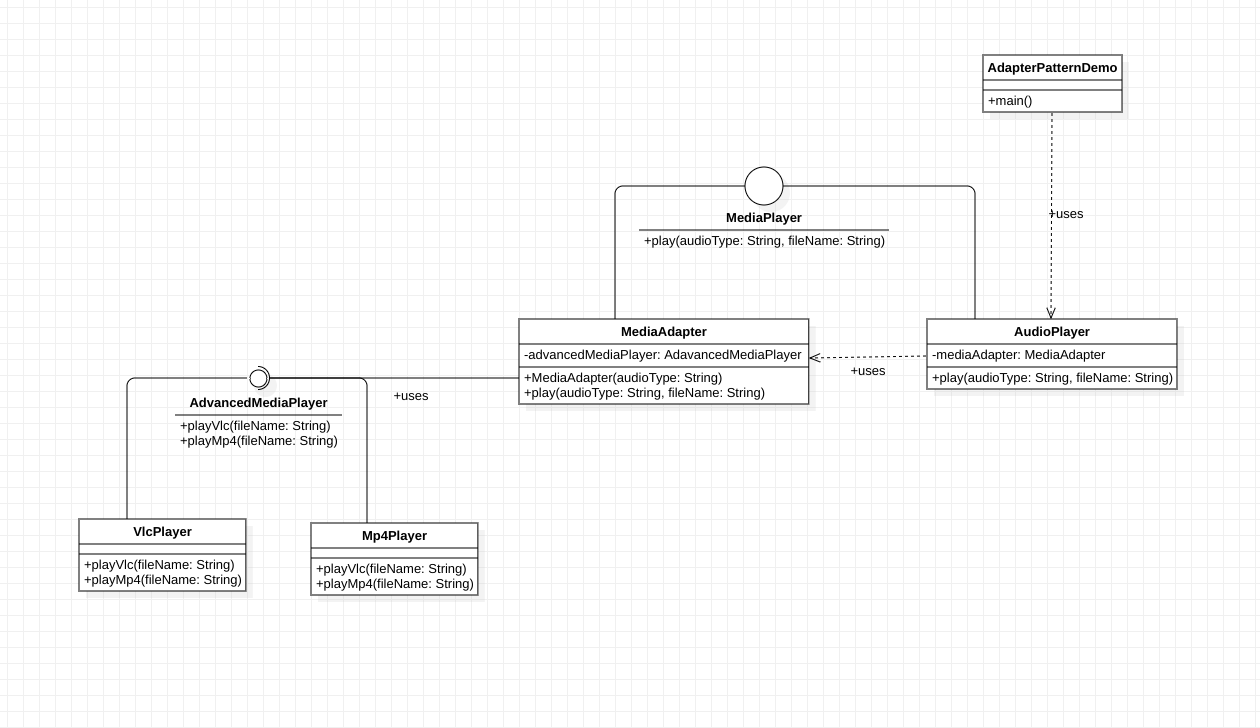 AdapterPatternDemo
+main()
+uses
MediaPlayer
+play(audioType: String, fileName: String)
MediaAdapter
-advancedMediaPlayer: AdavancedMediaPlayer
+MediaAdapter(audioType: String)
+play(audioType: String, fileName: String)
AudioPlayer
-mediaAdapter: MediaAdapter
+play(audioType: String, fileName: String)
+uses
+uses
AdvancedMediaPlayer
+playVlc(fileName: String)
+playMp4(fileName: String)
VlcPlayer
+playVlc(fileName: String)
+playMp4(fileName: String)
Mp4Player
+playVlc(fileName: String)
+playMp4(fileName: String)